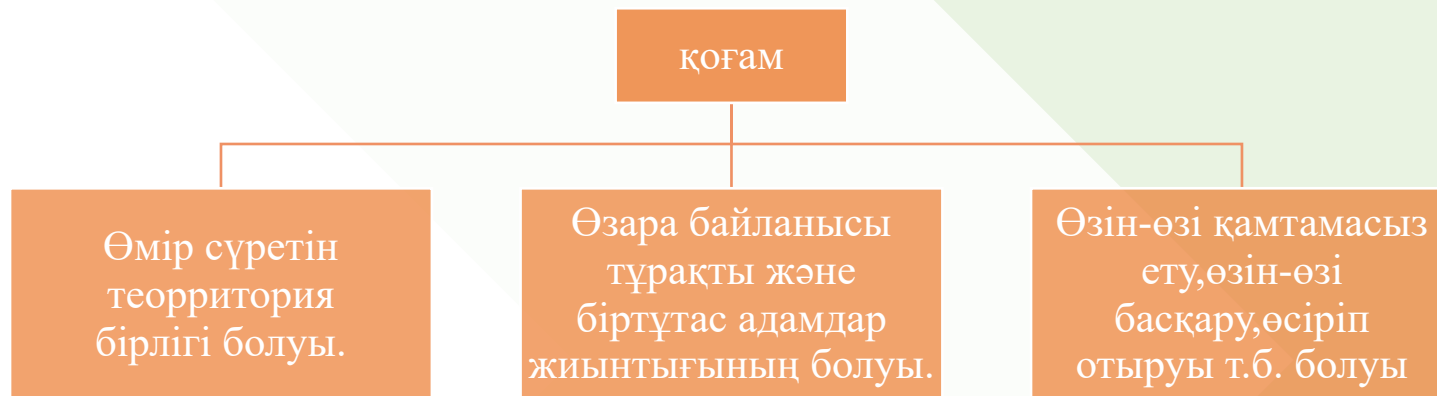 қоғам
Өмір сүретін
теорритория
бірлігі болуы.
Өзара байланысы
тұрақты және
біртұтас адамдар
жиынтығының болуы.
Өзін-өзі қамтамасыз
ету,өзін-өзі
басқару,өсіріп
отыруы т.б. болуы